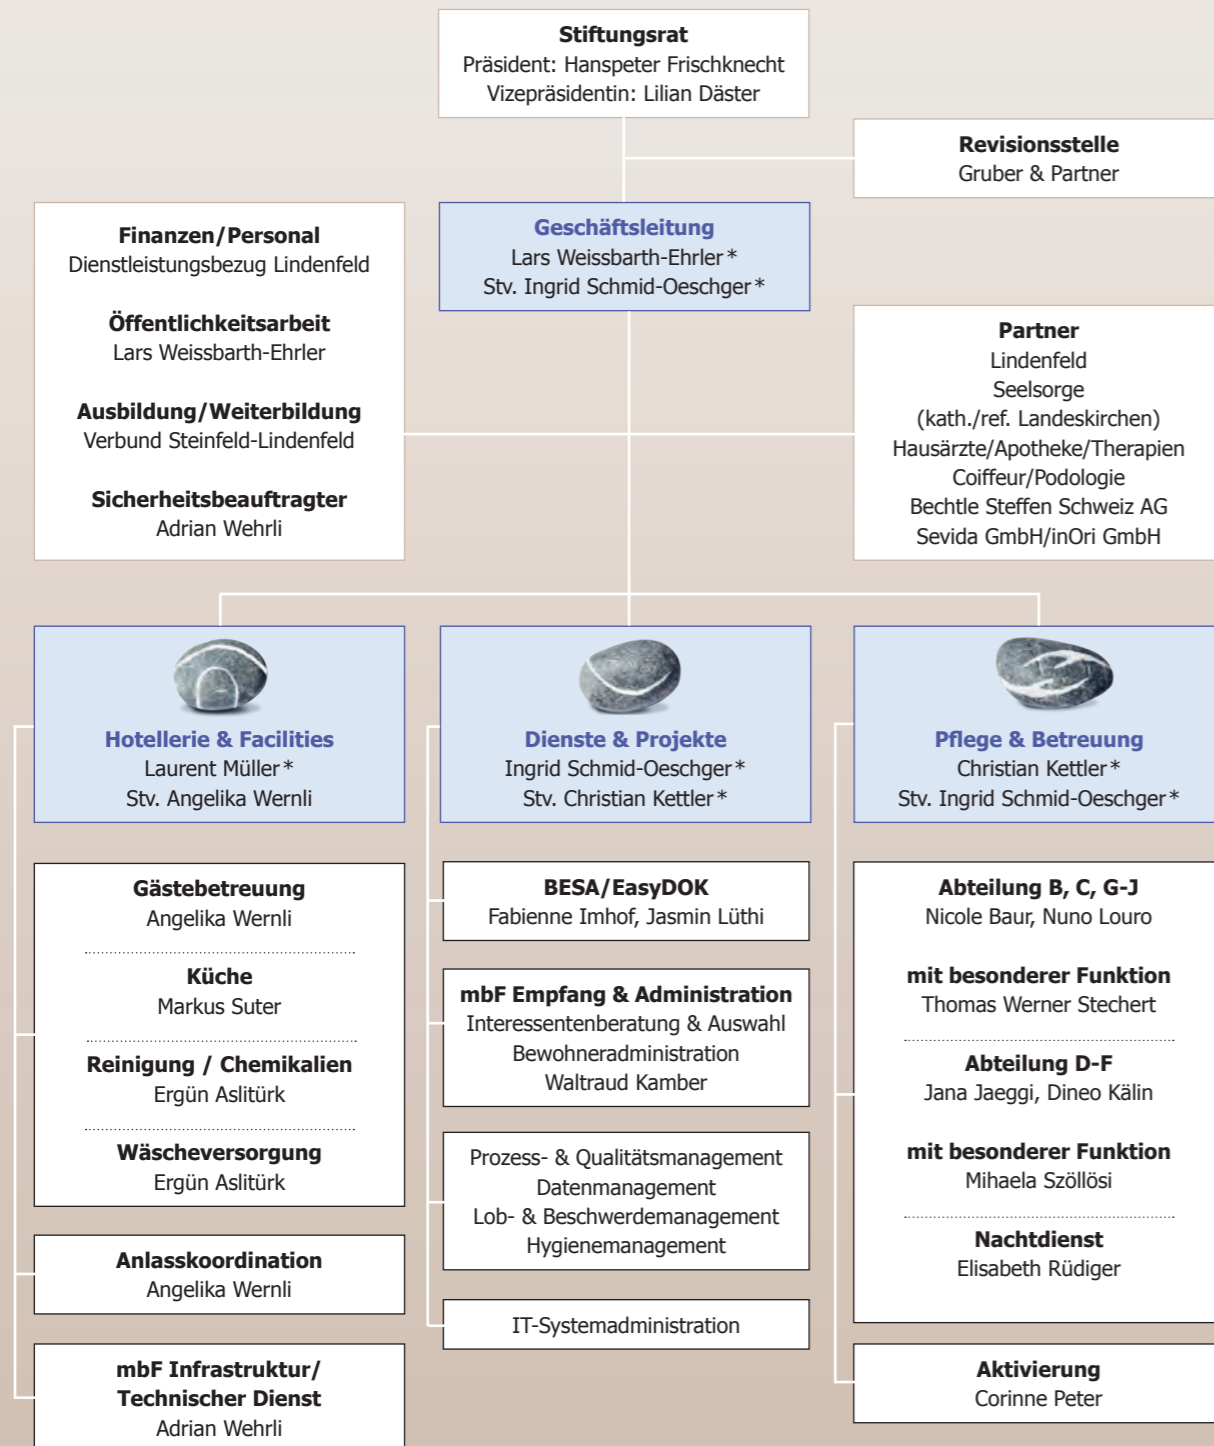 Stiftungsrat
Präsident: Hanspeter Frischknecht
Vizepräsidentin: Lilian Däster
Revisionsstelle
Gruber & Partner
Geschäftsleitung
Lars Weissbarth-Ehrler*
Stv. Ingrid Schmid-Oeschger*
Finanzen/Personal
Dienstleistungsbezug Lindenfeld
Öffentlichkeitsarbeit
Lars Weissbarth-Ehrler
Ausbildung/Weiterbildung
Verbund Steinfeld-Lindenfeld
Sicherheitsbeauftragter
Adrian Wehrli
Partner
Lindenfeld
Seelsorge
(kath./ref. Landeskirchen)
Hausärzte/Apotheke/Therapien
Coiffeur/Podologie
Bechtle Steffen Schweiz AG
Sevida GmbH/inOri GmbH
Hotellerie & Facilities
Laurent Müller*
Stv. Angelika Wernli
Gästebetreuung
Angelika Wernli
Küche
Markus Suter
Reinigung / Chemikalien
Ergün Aslitürk
Wäscheversorgung
Ergün Aslitürk
Anlasskoordination
Angelika Wernli
mbF Infrastruktur/
Technischer Dienst
Adrian Wehrli
Dienste & Projekte
Ingrid Schmid-Oeschger*
Stv. Christian Kettler*
BESA/EasyDOK
Fabienne Imhof, Jasmin Lüthi
mbF Empfang & Administration
Interessentenberatung & Auswahl
Bewohneradministration
Waltraud Kamber
Prozess- & Qualitätsmanagement
Datenmanagement
Lob- & Beschwerdemanagement
Hygienemanagement
IT-Systemadministration
Pflege & Betreuung
Christian Kettler*
Stv. Ingrid Schmid-Oeschger*
Abteilung B, C, G-J
Nicole Baur, Nuno Louro
mit besonderer Funktion
Thomas Werner Stechert
Abteilung D-F
Jana Jaeggi, Dineo Kälin
mit besonderer Funktion
Mihaela Szöllösi
Nachtdienst
Elisabeth Rüdiger
Aktivierung
Corinne Peter